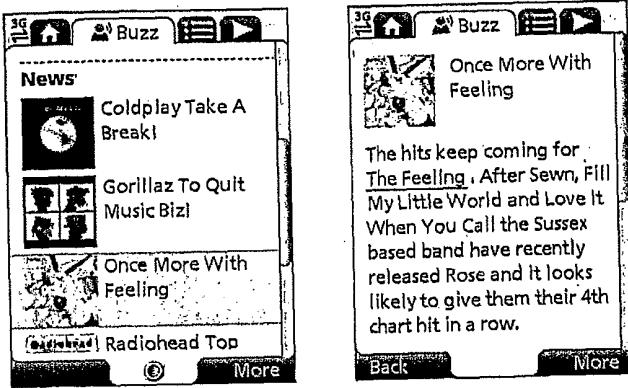 3G
Buzz
News
Coldplay Take A
Break!
Gorillaz To Quit
Music Biz!
Once More With
Feeling
RADIOHEAD
Radiohead Top
More
3G
Buzz
Once More With
Feeling
The hits keep coming for
The Feeling. After Sewn, Fill
My Little World and Love It
When You Call the Sussex
based band have recently
released Rose and it looks
likely to give them their 4th
chart hit in a row.
Back
More